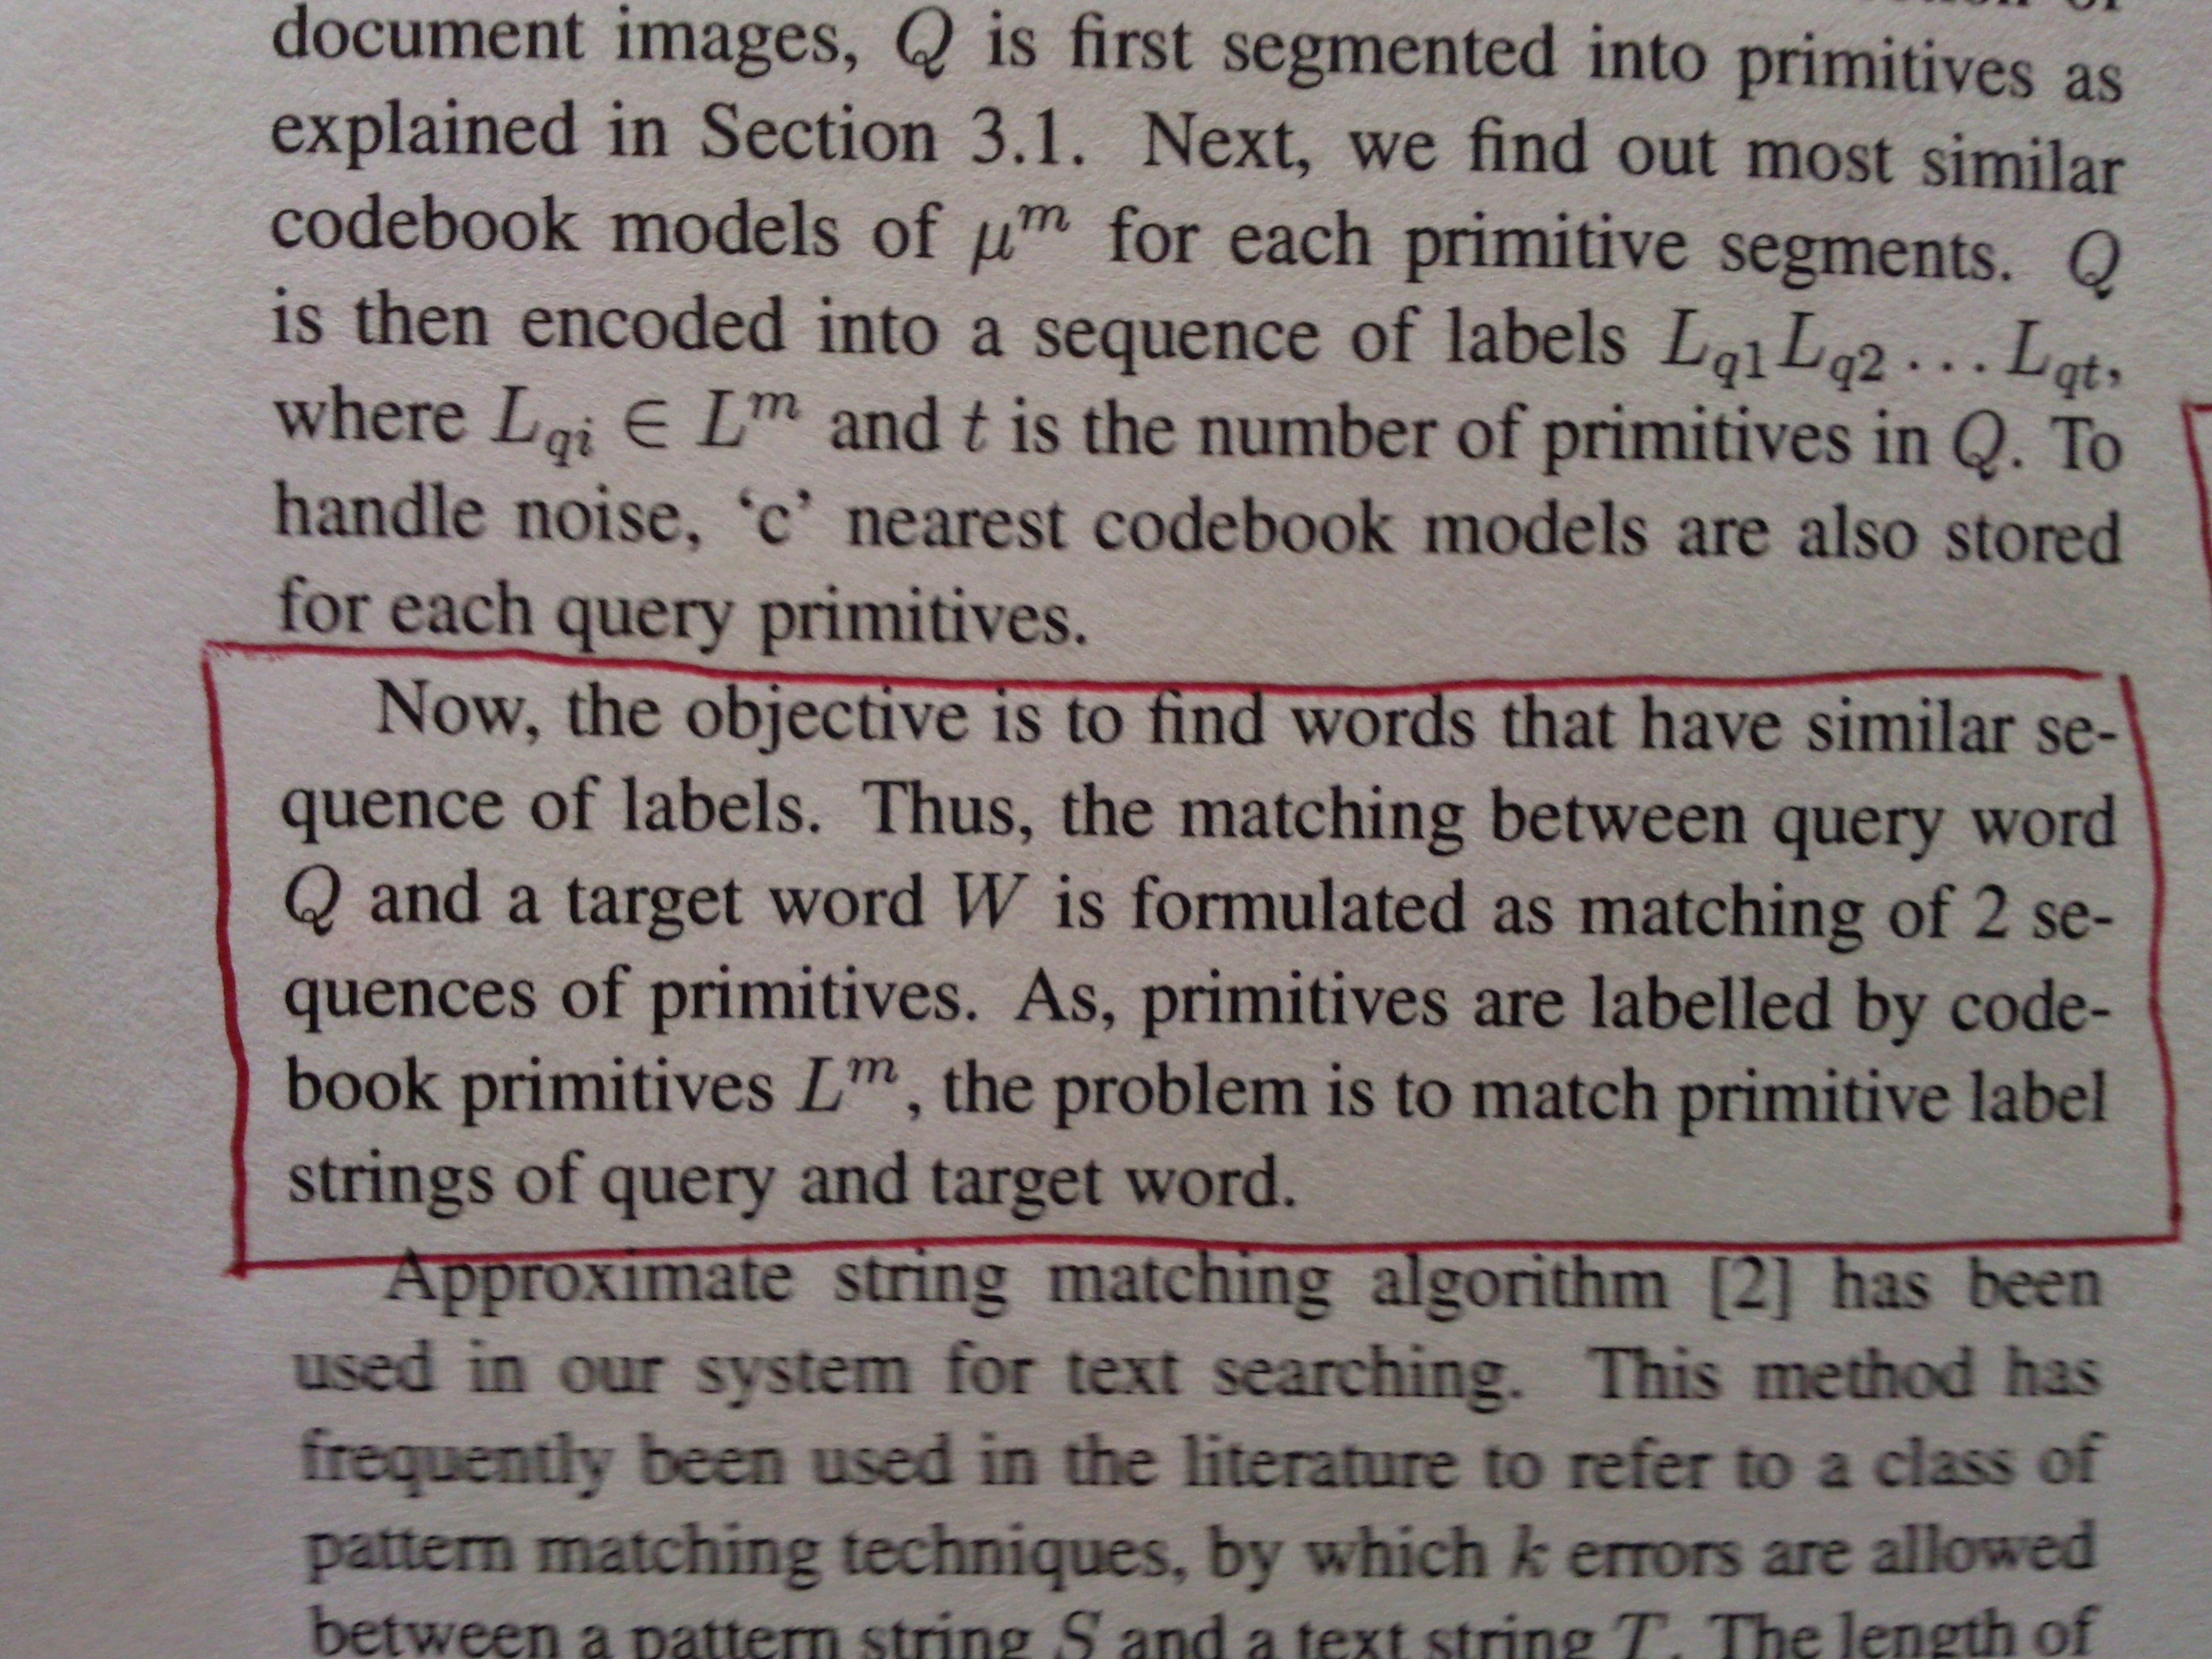 document images, Q is first segmented into primitives as
explained in Section 3.1. Next, we find out most similar
codebook models of μ^m for each primitive segments. Q
is then encoded into a sequence of labels L_{q1}L_{q2}...L_{qt},
where L_{qi} ∈ L^m and t is the number of primitives in Q. To
handle noise, ‘c’ nearest codebook models are also stored
for each query primitives.
Now, the objective is to find words that have similar se-
quence of labels. Thus, the matching between query word
Q and a target word W is formulated as matching of 2 se-
quences of primitives. As, primitives are labelled by code-
book primitives L^m, the problem is to match primitive label
strings of query and target word.
Approximate string matching algorithm [2] has been
used in our system for text searching. This method has
frequently been used in the literature to refer to a class of
pattern matching techniques, by which k errors are allowed
between a pattern string S and a text string T. The length of